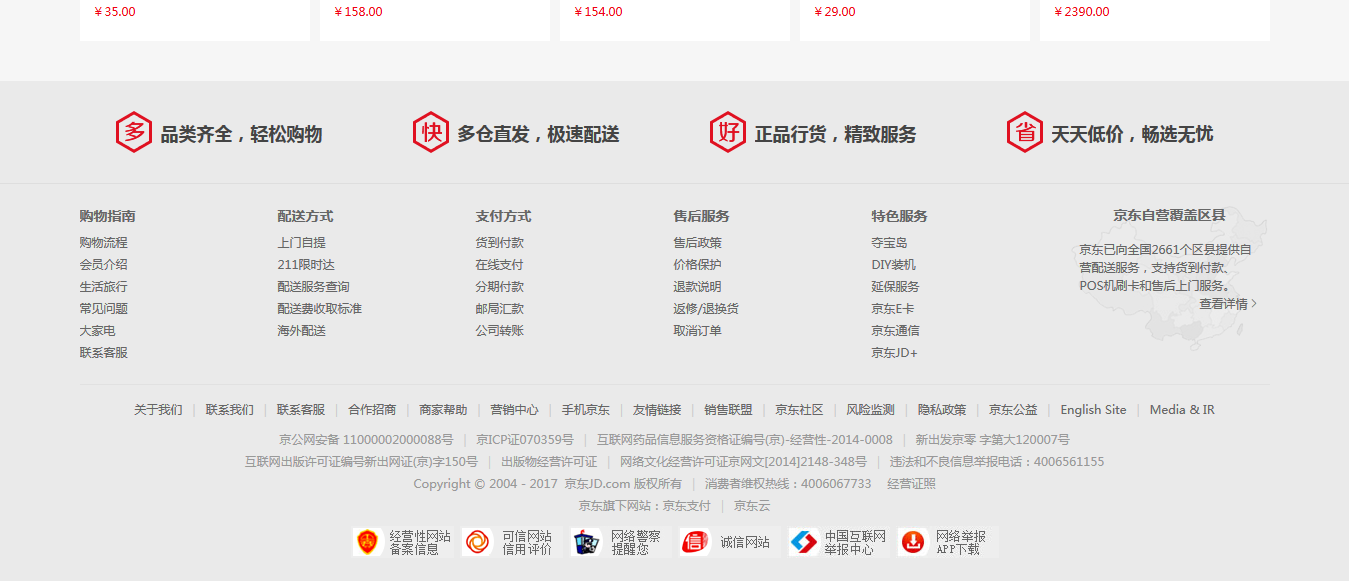 ￥35.00 ￥158.00 ￥154.00 ￥29.00 ￥2390.00
多 品类齐全，轻松购物 快 多仓直发，极速配送 好 正品行货，精致服务 省 天天低价，畅选无忧
购物指南
购物流程
会员介绍
生活旅行
常见问题
大家电
联系客服
配送方式
上门自提
211限时达
配送服务查询
配送费收取标准
海外配送
支付方式
货到付款
在线支付
分期付款
邮局汇款
公司转账
售后服务
售后政策
价格保护
退款说明
返修/退换货
取消订单
特色服务
夺宝岛
DIY装机
延保服务
京东E卡
京东通信
京东JD+
京东自营覆盖区县
京东已向全国2661个区县提供自
营配送服务，支持货到付款、
POS机刷卡和售后上门服务。
查看详情 >
关于我们 | 联系我们 | 联系客服 | 合作招商 | 商家帮助 | 营销中心 | 手机京东 | 友情链接 | 销售联盟 | 京东社区 | 风险监测 | 隐私政策 | 京东公益 | English Site | Media & IR
京公网安备 11000002000088号 | 京ICP证070359号 | 互联网药品信息服务资格证编号(京)-经营性-2014-0008 | 新出发京零 字第大120007号
互联网出版许可证编号新出网证(京)字150号 | 出版物经营许可证 | 网络文化经营许可证京网文[2014]2148-348号 | 违法和不良信息举报电话：4006561155
Copyright © 2004 - 2017 京东JD.com 版权所有 | 消费者维权热线：4006067733 经营证照
京东旗下网站：京东支付 | 京东云
经营性网站
备案信息
可信网站
信用评价
网络警察
提醒您
信 诚信网站
中国互联网
举报中心
网络举报
APP下载